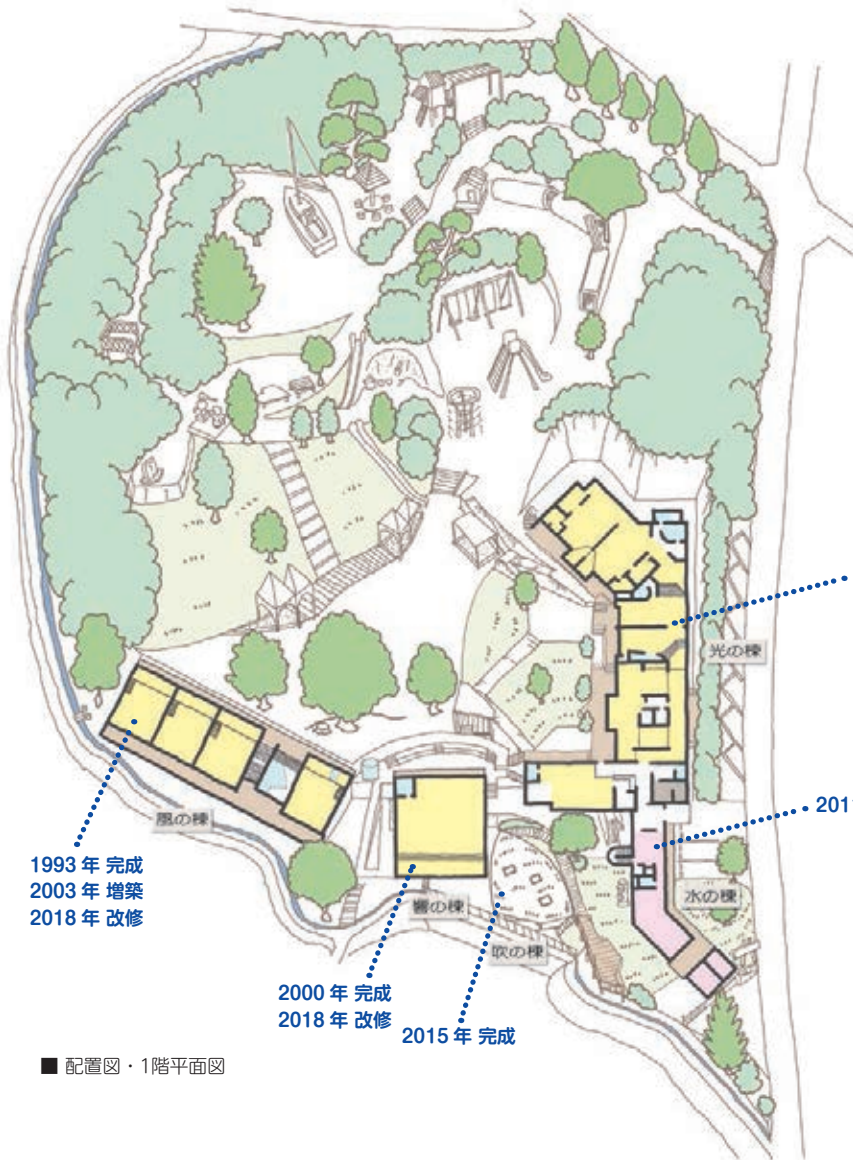 光の棟
風の棟
1993 年 完成
2003 年 増築
2018 年 改修
201
水の棟
響の棟
吹の棟
2000 年 完成
2018 年 改修
2015 年 完成
■ 配置図・1階平面図